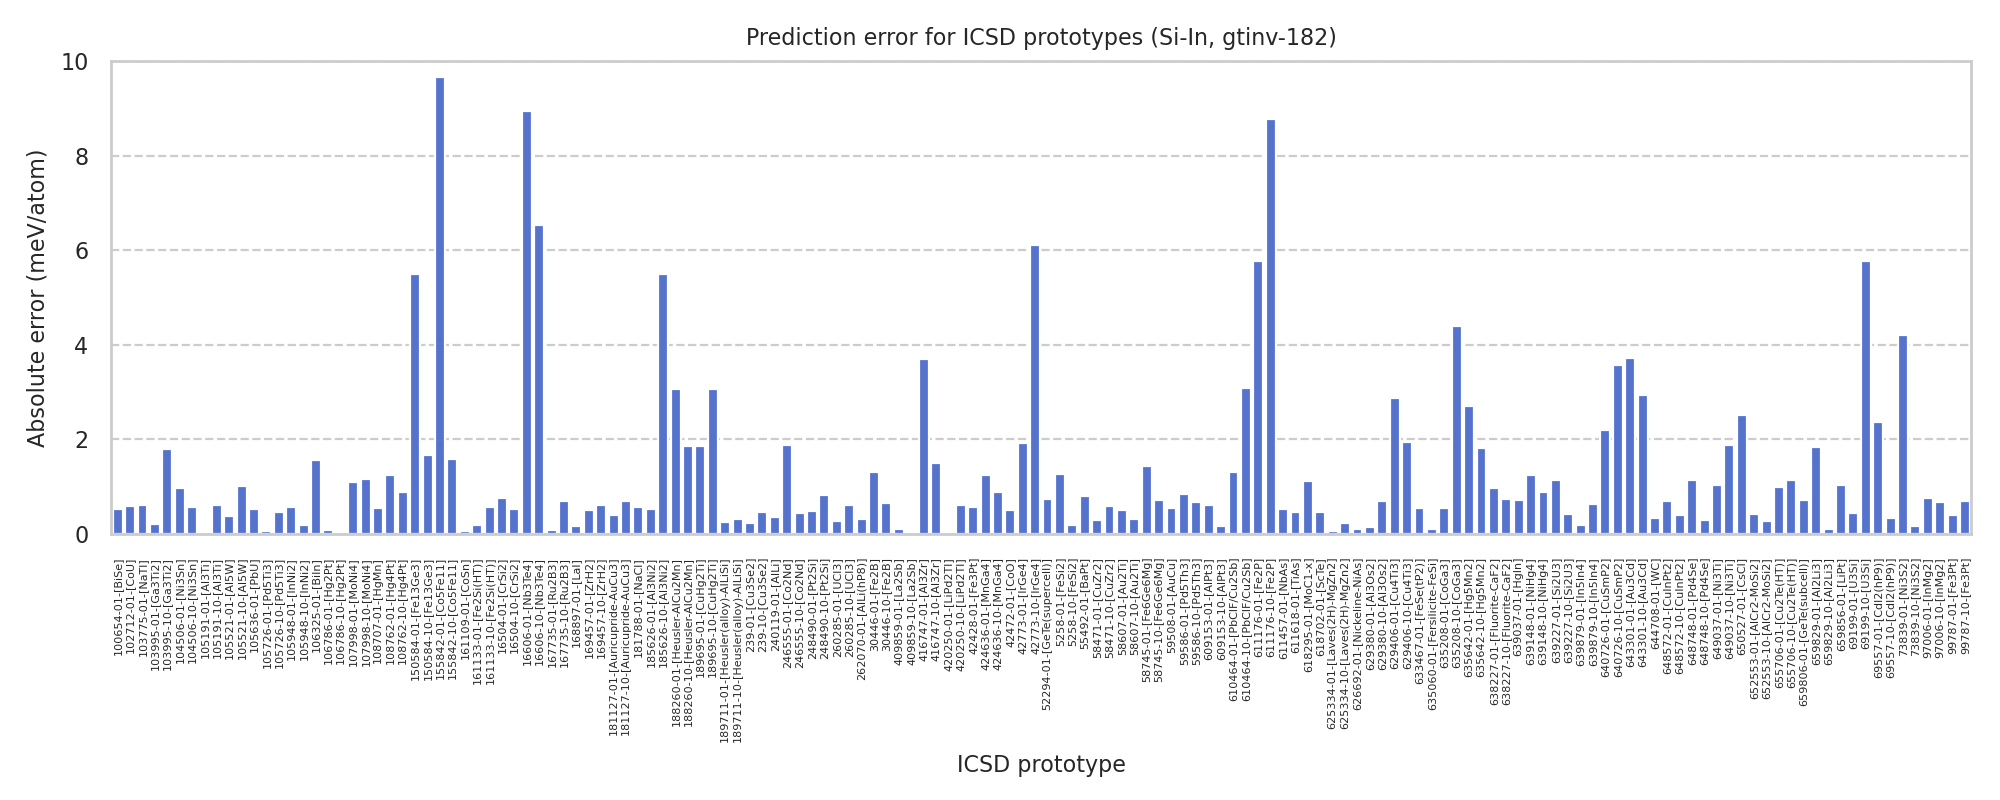 Prediction error for ICSD prototypes (Si-In, gtinv-182)
Absolute error (meV/atom)
10
8
6
4
2
0
100654-01-[BiSe]
102712-01-[CoU]
103775-01-[NaTl]
103995-01-[Ga3Ti2]
103995-10-[Ga3Ti2]
104506-01-[Ni3Sn]
104506-10-[Ni3Sn]
105191-01-[Al3Ti]
105191-10-[Al3Ti]
105521-01-[Al5W]
105521-10-[Al5W]
105636-01-[PbU]
105726-01-[Pd5Ti3]
105726-10-[Pd5Ti3]
105948-01-[InNi2]
105948-10-[InNi2]
106325-01-[BiIn]
106786-01-[Hg2Pt]
106786-10-[Hg2Pt]
107998-01-[MoNi4]
107998-10-[MoNi4]
108707-01-[HgMn]
108762-01-[Hg4Pt]
108762-10-[Hg4Pt]
150584-01-[Fe13Ge3]
150584-10-[Fe13Ge3]
155842-01-[Co5Fe11]
155842-10-[Co5Fe11]
161109-01-[CoSn]
161133-01-[Fe2Si(HT)]
161133-10-[Fe2Si(HT)]
16504-01-[CrSi2]
16504-10-[CrSi2]
16606-01-[Nb3Te4]
16606-10-[Nb3Te4]
167735-01-[Ru2B3]
167735-10-[Ru2B3]
168897-01-[LaI]
169457-01-[ZrH2]
169457-10-[ZrH2]
181127-01-[Auricupride-AuCu3]
181127-10-[Auricupride-AuCu3]
181788-01-[NaCl]
185626-01-[Al3Ni2]
185626-10-[Al3Ni2]
188260-01-[Heusler-AlCu2Mn]
188260-10-[Heusler-AlCu2Mn]
189695-01-[CuHg2Ti]
189695-10-[CuHg2Ti]
189711-01-[Heusler(alloy)-AlLiSi]
189711-10-[Heusler(alloy)-AlLiSi]
239-01-[Cu3Se2]
239-10-[Cu3Se2]
240119-01-[AlLi]
246555-01-[Co2Nd]
246555-10-[Co2Nd]
248490-01-[Pt2Si]
248490-10-[Pt2Si]
260285-01-[UCl3]
260285-10-[UCl3]
262070-01-[AlLi(hP8)]
30446-01-[Fe2B]
30446-10-[Fe2B]
409859-01-[La2Sb]
409859-10-[La2Sb]
416747-01-[Al3Zr]
416747-10-[Al3Zr]
420250-01-[LiPd2Tl]
420250-10-[LiPd2Tl]
42428-01-[Fe3Pt]
424636-01-[MnGa4]
424636-10-[MnGa4]
42472-01-[CoO]
42773-01-[IrGe4]
42773-10-[IrGe4]
52294-01-[GeTe(supercell)]
5258-01-[FeSi2]
5258-10-[FeSi2]
55492-01-[BaPt]
58471-01-[CuZr2]
58471-10-[CuZr2]
58607-01-[Au2Ti]
58607-10-[Au2Ti]
58745-01-[Fe6Ge6Mg]
58745-10-[Fe6Ge6Mg]
59508-01-[AuCu]
59586-01-[Pd5Th3]
59586-10-[Pd5Th3]
609153-01-[AlPt3]
609153-10-[AlPt3]
610464-01-[PbClF/Cu2Sb]
610464-10-[PbClF/Cu2Sb]
611176-01-[Fe2P]
611176-10-[Fe2P]
611457-01-[NbAs]
611618-01-[TiAs]
618295-01-[MoC1-x]
618702-01-[ScTe]
625334-01-[Laves(2H)-MgZn2]
625334-10-[Laves(2H)-MgZn2]
626692-01-[Nickeline-NiAs]
629380-01-[Al3Os2]
629380-10-[Al3Os2]
629406-01-[Cu4Ti3]
629406-10-[Cu4Ti3]
633467-01-[FeSe(tP2)]
635060-01-[Fersilicite-FeSi]
635208-01-[CoGa3]
635208-10-[CoGa3]
635642-01-[Hg5Mn2]
635642-10-[Hg5Mn2]
638227-01-[Fluorite-CaF2]
638227-10-[Fluorite-CaF2]
639037-01-[HgIn]
639148-01-[NiHg4]
639148-10-[NiHg4]
639227-01-[Si2U3]
639227-10-[Si2U3]
639879-01-[In5In4]
639879-10-[In5In4]
640726-01-[CuSmP2]
640726-10-[CuSmP2]
643301-01-[Au3Cd]
643301-10-[Au3Cd]
644708-01-[WC]
648572-01-[CuInPt2]
648572-10-[CuInPt2]
648748-01-[Pd4Se]
648748-10-[Pd4Se]
649037-01-[Ni3Ti]
649037-10-[Ni3Ti]
650527-01-[CsCl]
652553-01-[AlCr2-MoSi2]
652553-10-[AlCr2-MoSi2]
655706-01-[Cu2Te(HT)]
655706-10-[Cu2Te(HT)]
659806-01-[GeTe(subcell)]
659829-01-[Al2Li3]
659829-10-[Al2Li3]
659856-01-[LiPt]
69199-01-[U3Si]
69199-10-[U3Si]
69557-01-[CdI2(hP9)]
69557-10-[CdI2(hP9)]
73839-01-[Ni3S2]
73839-10-[Ni3S2]
97006-01-[InMg2]
97006-10-[InMg2]
99787-01-[Fe3Pt]
99787-10-[Fe3Pt]
ICSD prototype